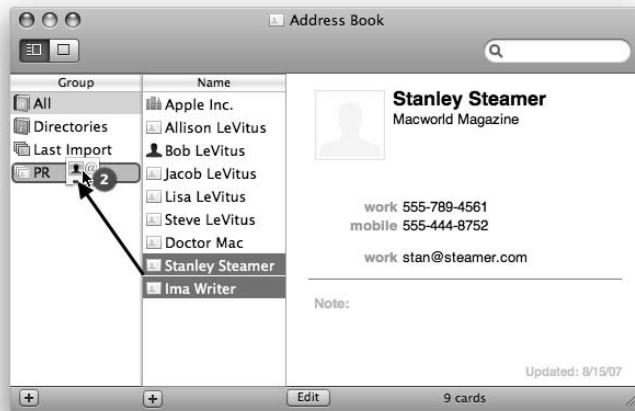 Address Book
Group
Name
All
Directories
Last Import
PR
@
2
Apple Inc.
Allison LeVitus
Bob LeVitus
Jacob LeVitus
Lisa LeVitus
Steve LeVitus
Doctor Mac
Stanley Steamer
Ima Writer
Stanley Steamer
Macworld Magazine
work 555-789-4561
mobile 555-444-8752
work stan@steamer.com
Note:
Updated: 8/15/07
Edit
9 cards